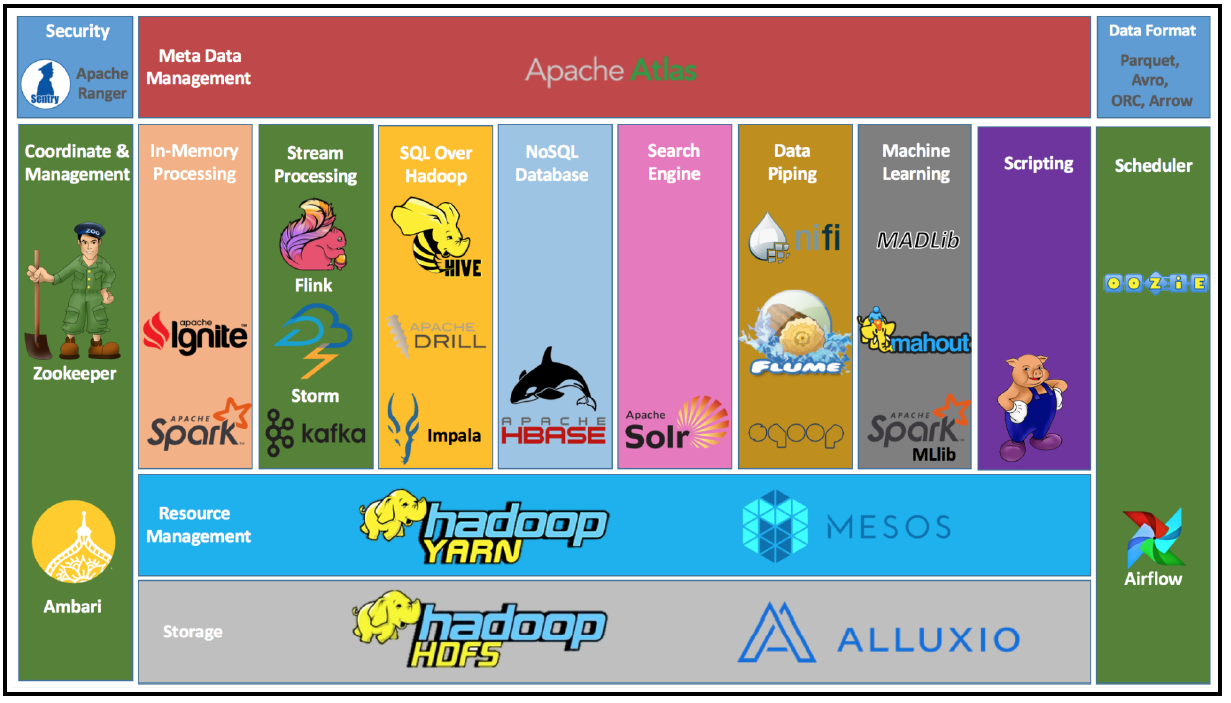 Security
Sentry
Apache
Ranger
Meta Data
Management
Apache Atlas
Data Format
Parquet,
Avro,
ORC, Arrow
Coordinate &
Management
ZOO
Zookeeper
Ambari
In-Memory
Processing
apache
Ignite™
APACHE
Spark™
Stream
Processing
Flink
Storm
kafka
SQL Over
Hadoop
HIVE
APACHE
DRILL
Impala
NoSQL
Database
APACHE
HBASE
Search
Engine
Apache
Solr
Data
Piping
nifi
FLUME
sqoop
Machine
Learning
MADLib
mahout
APACHE
Spark™
MLlib
Scripting
Scheduler
OOZiE
Airflow
Resource
Management
hadoop
YARN
MESOS
Storage
hadoop
HDFS
ALLUXIO